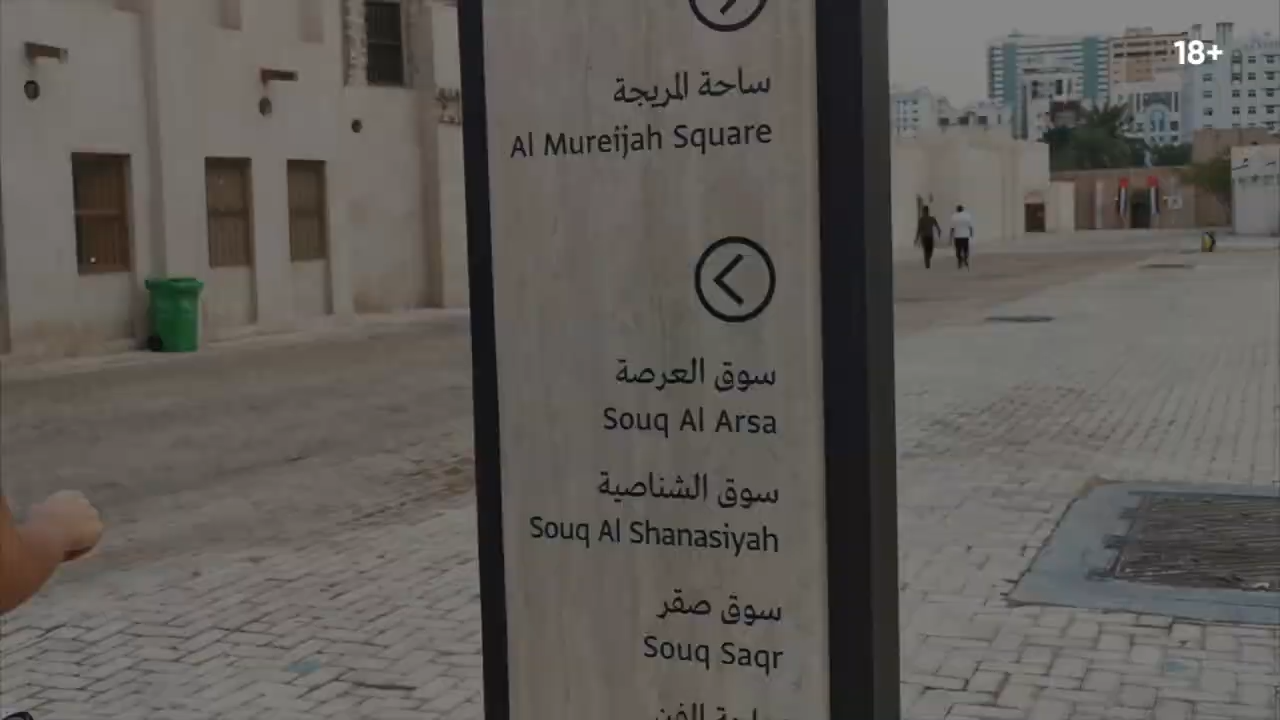 18+
ساحة المريجة
Al Mureijah Square
سوق العرصة
Souq Al Arsa
سوق الشناصية
Souq Al Shanasiyah
سوق صقر
Souq Saqr